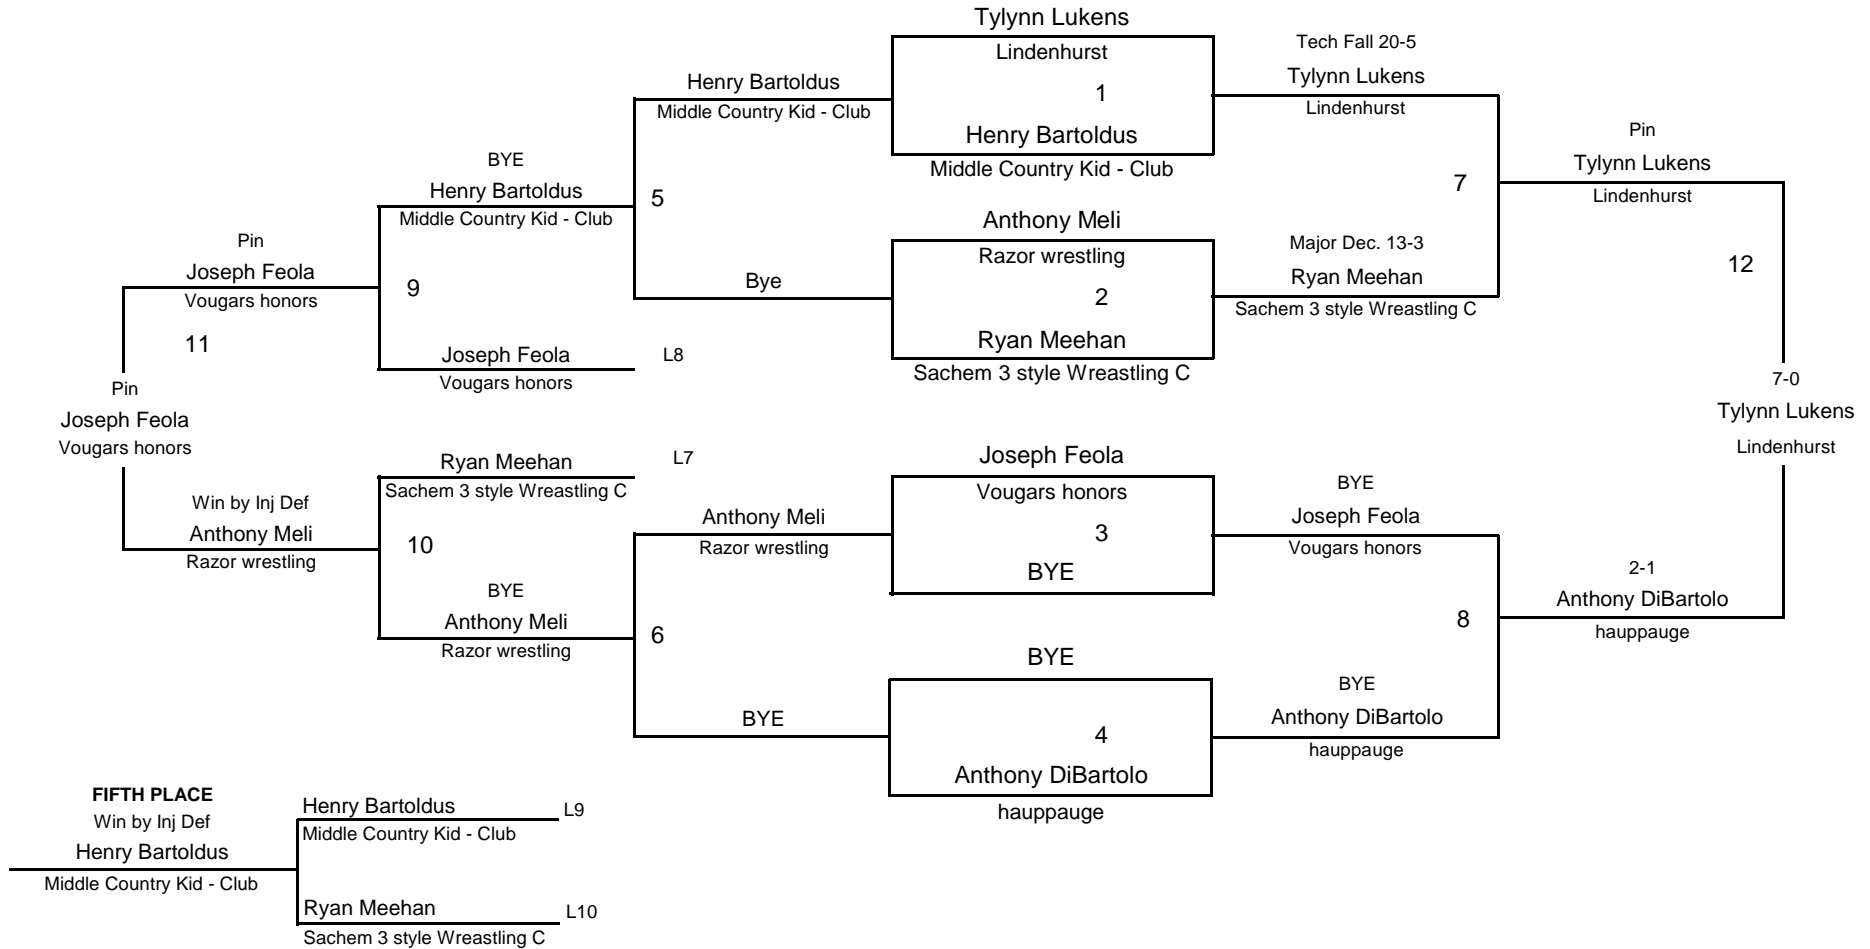 Tylynn Lukens
Lindenhurst
1
Henry Bartoldus
Middle Country Kid - Club
Anthony Meli
Razor wrestling
2
Ryan Meehan
Sachem 3 style Wreastling C
Joseph Feola
Vougars honors
3
BYE
BYE
4
Anthony DiBartolo
hauppauge
Tech Fall 20-5
Tylynn Lukens
Lindenhurst
7
Major Dec. 13-3
Ryan Meehan
Sachem 3 style Wreastling C
BYE
Joseph Feola
Vougars honors
8
BYE
Anthony DiBartolo
hauppauge
Pin
Tylynn Lukens
Lindenhurst
12
2-1
Anthony DiBartolo
hauppauge
7-0
Tylynn Lukens
Lindenhurst
Henry Bartoldus
Middle Country Kid - Club
5
Bye
Anthony Meli
Razor wrestling
6
BYE
BYE
Henry Bartoldus
Middle Country Kid - Club
9
Joseph Feola
L8
Vougars honors
Ryan Meehan
L7
Sachem 3 style Wreastling C
10
BYE
Anthony Meli
Razor wrestling
Pin
Joseph Feola
Vougars honors
11
Win by Inj Def
Anthony Meli
Razor wrestling
Pin
Joseph Feola
Vougars honors
FIFTH PLACE
Win by Inj Def
Henry Bartoldus
Middle Country Kid - Club
Henry Bartoldus
L9
Middle Country Kid - Club
Ryan Meehan
L10
Sachem 3 style Wreastling C